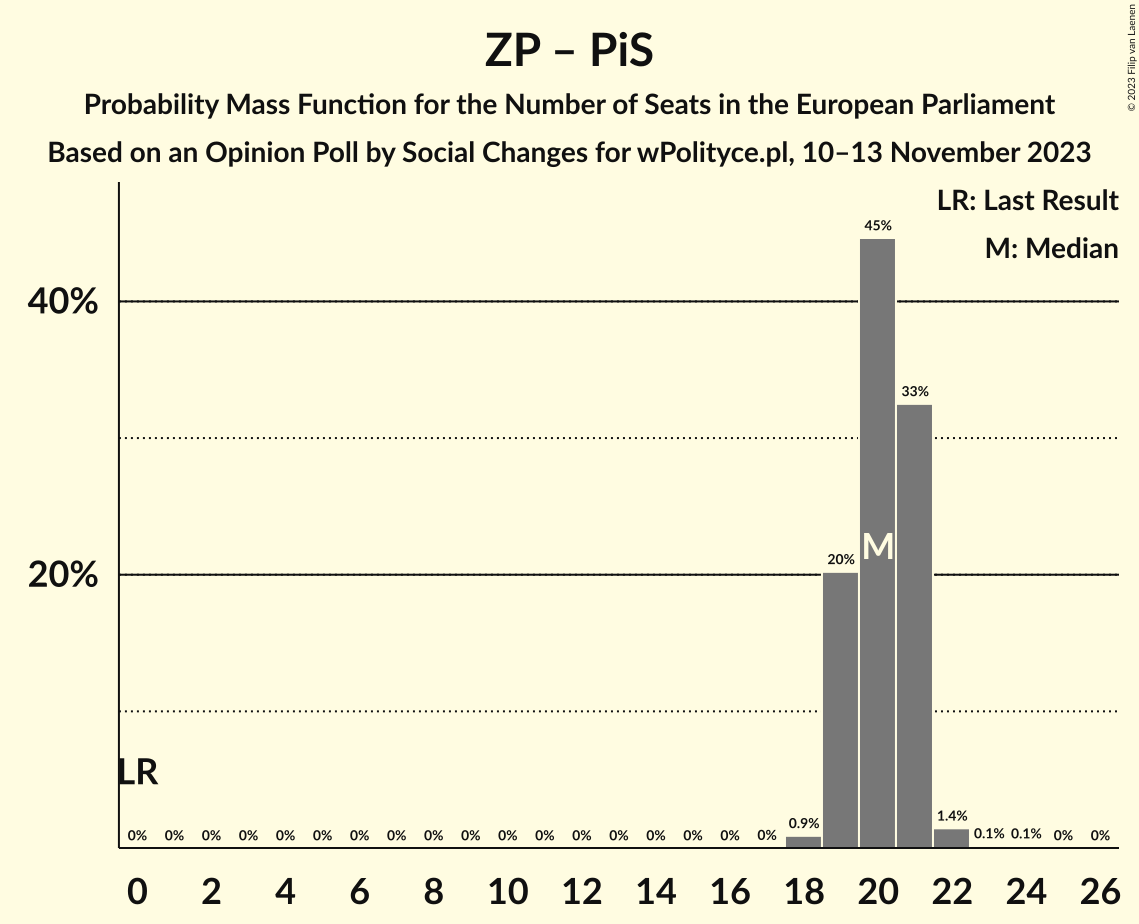 ZP – PiS
Probability Mass Function for the Number of Seats in the European Parliament
Based on an Opinion Poll by Social Changes for wPolityce.pl, 10–13 November 2023
© 2023 Filip van Laenen
LR: Last Result
M: Median
40%
20%
45%
33%
20%
M
LR
0% 0% 0% 0% 0% 0% 0% 0% 0% 0% 0% 0% 0% 0% 0% 0% 0% 0% 0.9% 1.4% 0.1% 0.1% 0% 0%
0 2 4 6 8 10 12 14 16 18 20 22 24 26